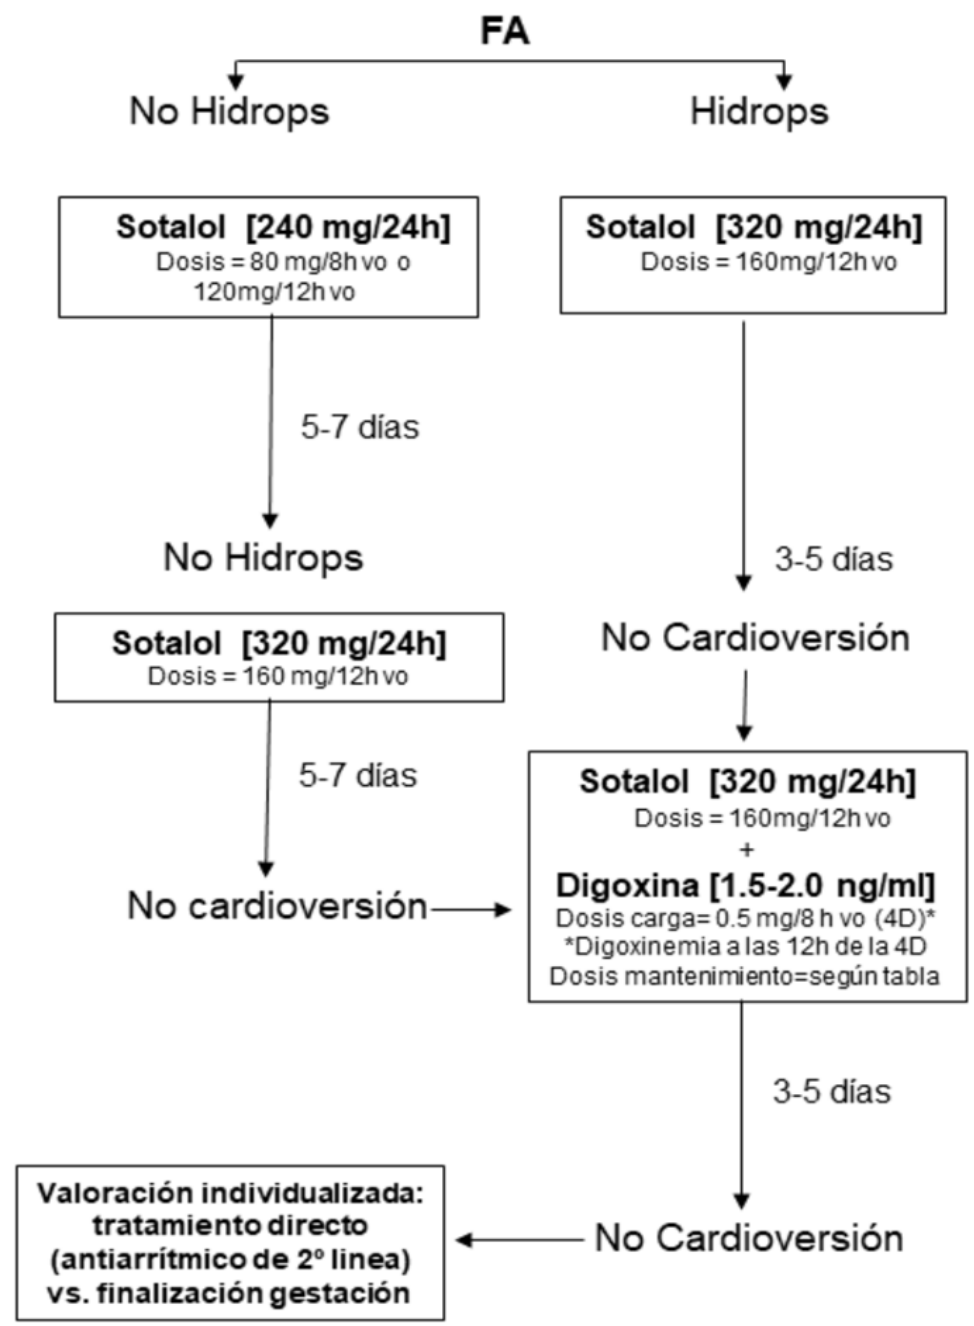 FA
No Hidrops
Hidrops
Sotalol [240 mg/24h]
Dosis = 80 mg/8h vo o
120mg/12h vo
Sotalol [320 mg/24h]
Dosis = 160mg/12h vo
5-7 días
No Hidrops
3-5 días
Sotalol [320 mg/24h]
Dosis = 160 mg/12h vo
No Cardioversión
5-7 días
No cardioversión
Sotalol [320 mg/24h]
Dosis = 160mg/12h vo
+
Digoxina [1.5-2.0 ng/ml]
Dosis carga= 0.5 mg/8 h vo (4D)*
*Digoxinemia a las 12h de la 4D
Dosis mantenimiento=según tabla
3-5 días
No Cardioversión
Valoración individualizada:
tratamiento directo
(antiarrítmico de 2º linea)
vs. finalización gestación